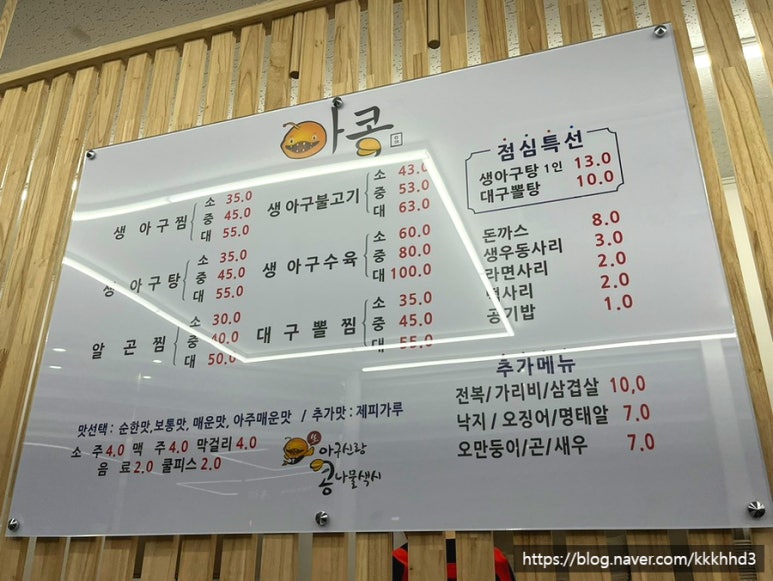 아콩
생 아구찜
소 35.0
중 45.0
대 55.0
생 아구탕
소 35.0
중 45.0
대 55.0
알 곤 찜
소 30.0
중 40.0
대 50.0
생 아구불고기
소 43.0
중 53.0
대 63.0
생 아구수육
소 60.0
중 80.0
대 100.0
대 구 뽈 찜
소 35.0
중 45.0
대 55.0
점심특선
생아구탕 1인 13.0
대구뽈탕 10.0
돈까스 8.0
생우동사리 3.0
라면사리 2.0
떡사리 2.0
공기밥 1.0
추가메뉴
전복/가리비/삼겹살 10,0
낙지 / 오징어/명태알 7.0
오만둥이/곤/새우 7.0
맛선택 : 순한맛,보통맛, 매운맛, 아주매운맛 / 추가맛 : 제피가루
소 주 4.0 맥 주 4.0 막걸리 4.0
음 료 2.0 쿨피스 2.0
아구신랑
콩나물색시
https://blog.naver.com/kkkhhd3